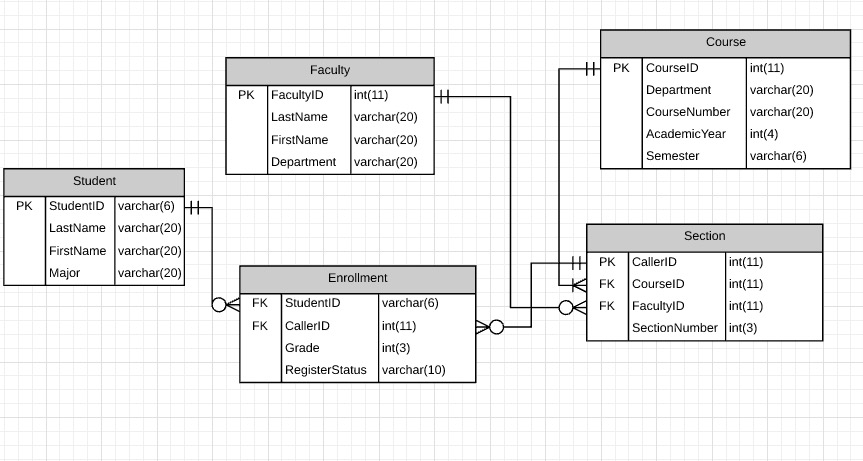 Course
PK CourseID int(11)
Department varchar(20)
CourseNumber varchar(20)
AcademicYear int(4)
Semester varchar(6)
Faculty
PK FacultyID int(11)
LastName varchar(20)
FirstName varchar(20)
Department varchar(20)
Student
PK StudentID varchar(6)
LastName varchar(20)
FirstName varchar(20)
Major varchar(20)
Section
PK CallerID int(11)
FK CourseID int(11)
FK FacultyID int(11)
SectionNumber int(3)
Enrollment
FK StudentID varchar(6)
FK CallerID int(11)
Grade int(3)
RegisterStatus varchar(10)